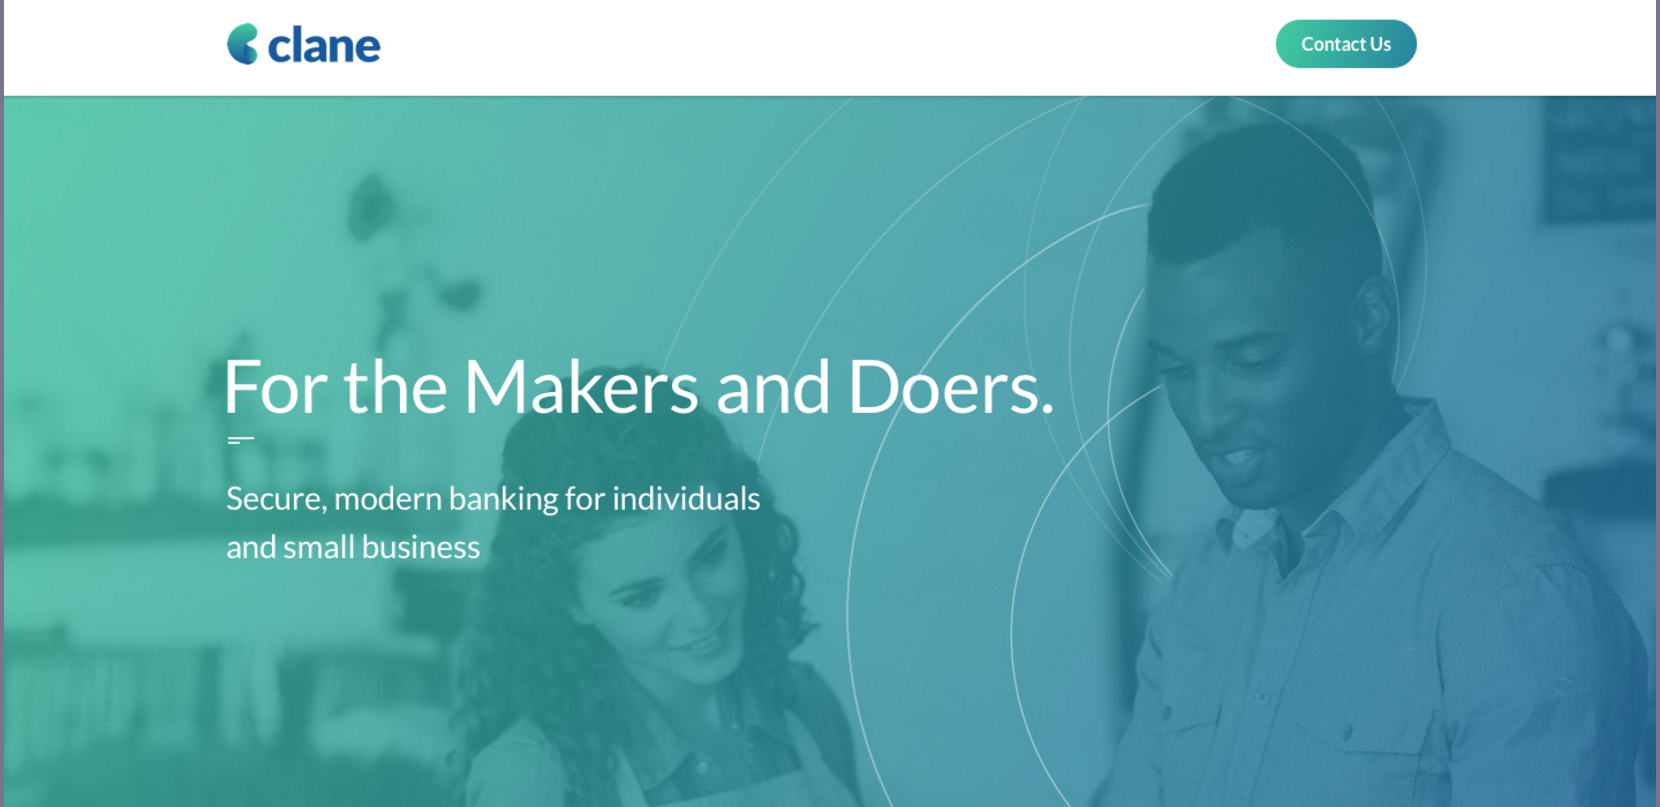 clane
Contact Us
For the Makers and Doers.
Secure, modern banking for individuals
and small business